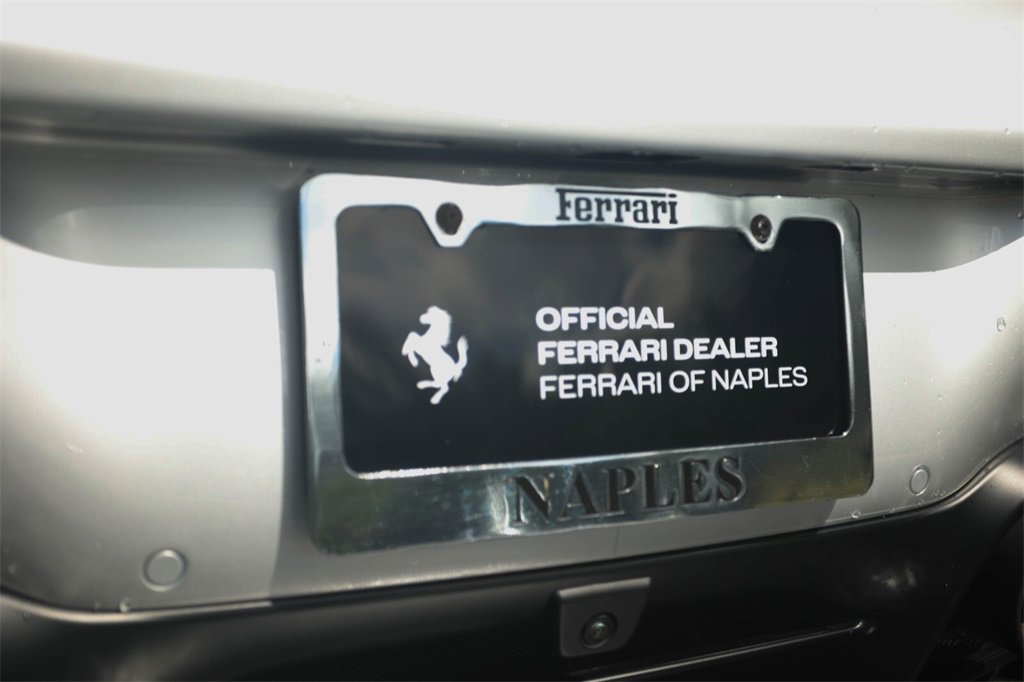 Ferrari
OFFICIAL
FERRARI DEALER
FERRARI OF NAPLES
NAPLES